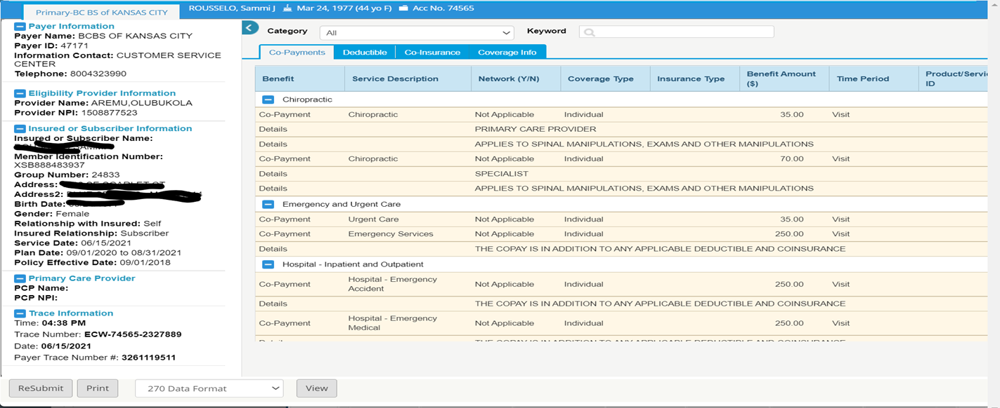 Primary-BC BS of KANSAS CITY
ROUSSELO, Sammi J Mar 24, 1977 (44 yo F) Acc No. 74565
Payer Information
Payer Name: BCBS OF KANSAS CITY
Payer ID: 47171
Information Contact: CUSTOMER SERVICE
CENTER
Telephone: 8004323990
Eligibility Provider Information
Provider Name: AREMU,OLUBUKOLA
Provider NPI: 1508877523
Insured or Subscriber Information
Insured or Subscriber Name:
Member Identification Number:
XSB888483937
Group Number: 24833
Address:
Address2:
Birth Date:
Gender: Female
Relationship with Insured: Self
Insured Relationship: Subscriber
Service Date: 06/15/2021
Plan Date: 09/01/2020 to 08/31/2021
Policy Effective Date: 09/01/2018
Primary Care Provider
PCP Name:
PCP NPI:
Trace Information
Time: 04:38 PM
Trace Number: ECW-74565-2327889
Date: 06/15/2021
Payer Trace Number #: 3261119511
Category All Keyword
Co-Payments Deductible Co-Insurance Coverage Info
Benefit Service Description Network (Y/N) Coverage Type Insurance Type Benefit Amount ($) Time Period Product/Servi ID
Chiropractic
Co-Payment Chiropractic Not Applicable Individual 35.00 Visit
Details PRIMARY CARE PROVIDER
Details APPLIES TO SPINAL MANIPULATIONS, EXAMS AND OTHER MANIPULATIONS
Co-Payment Chiropractic Not Applicable Individual 70.00 Visit
Details SPECIALIST
Details APPLIES TO SPINAL MANIPULATIONS, EXAMS AND OTHER MANIPULATIONS
Emergency and Urgent Care
Co-Payment Urgent Care Not Applicable Individual 35.00 Visit
Co-Payment Emergency Services Not Applicable Individual 250.00 Visit
Details THE COPAY IS IN ADDITION TO ANY APPLICABLE DEDUCTIBLE AND COINSURANCE
Hospital - Inpatient and Outpatient
Co-Payment Hospital - Emergency Accident Not Applicable Individual 250.00 Visit
Details THE COPAY IS IN ADDITION TO ANY APPLICABLE DEDUCTIBLE AND COINSURANCE
Co-Payment Hospital - Emergency Medical Not Applicable Individual 250.00 Visit
ReSubmit Print 270 Data Format View